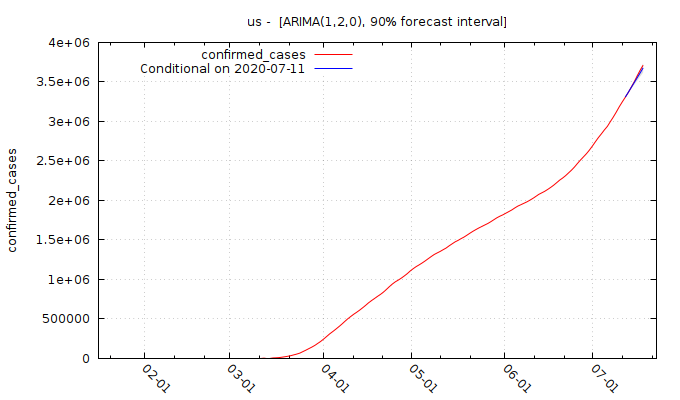 us -  [ARIMA(1,2,0), 90% forecast interval]
4e+06
3.5e+06
3e+06
2.5e+06
2e+06
1.5e+06
1e+06
500000
0
confirmed_cases
confirmed_cases
Conditional on 2020-07-11
02-01
03-01
04-01
05-01
06-01
07-01